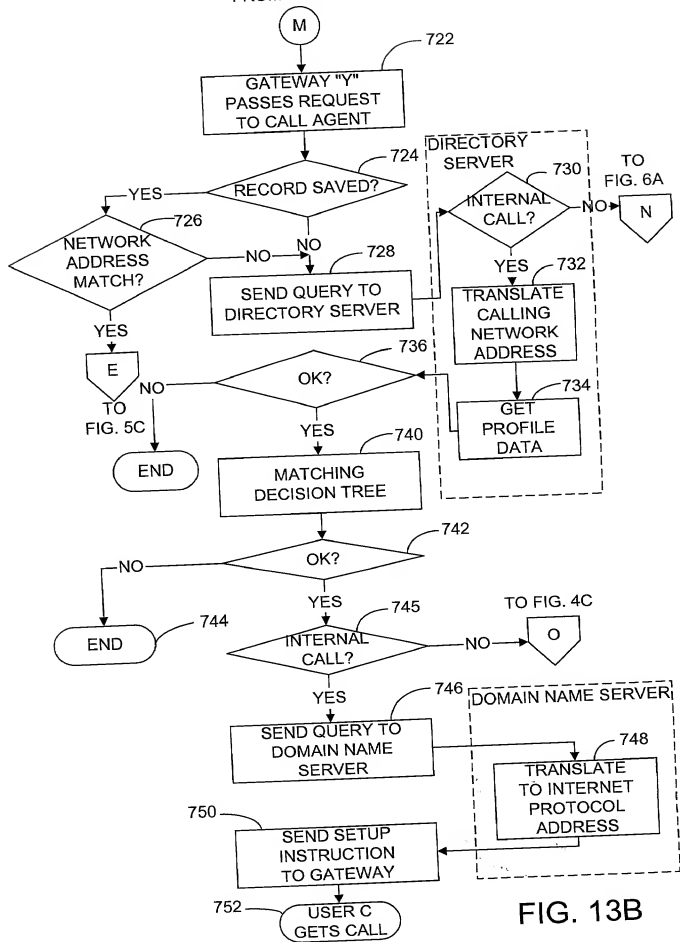 M
722
GATEWAY "Y"
PASSES REQUEST
TO CALL AGENT
724
RECORD SAVED?
YES
NO
726
NETWORK
ADDRESS
MATCH?
NO
YES
E
TO
FIG. 5C
728
SEND QUERY TO
DIRECTORY SERVER
DIRECTORY
SERVER
730
INTERNAL
CALL?
NO
TO
FIG. 6A
N
YES
732
TRANSLATE
CALLING
NETWORK
ADDRESS
734
GET
PROFILE
DATA
736
OK?
NO
END
YES
740
MATCHING
DECISION TREE
742
OK?
NO
744
END
YES
745
INTERNAL
CALL?
NO
TO FIG. 4C
O
YES
746
SEND QUERY TO
DOMAIN NAME
SERVER
DOMAIN NAME SERVER
748
TRANSLATE
TO INTERNET
PROTOCOL
ADDRESS
750
SEND SETUP
INSTRUCTION
TO GATEWAY
752
USER C
GETS CALL
FIG. 13B